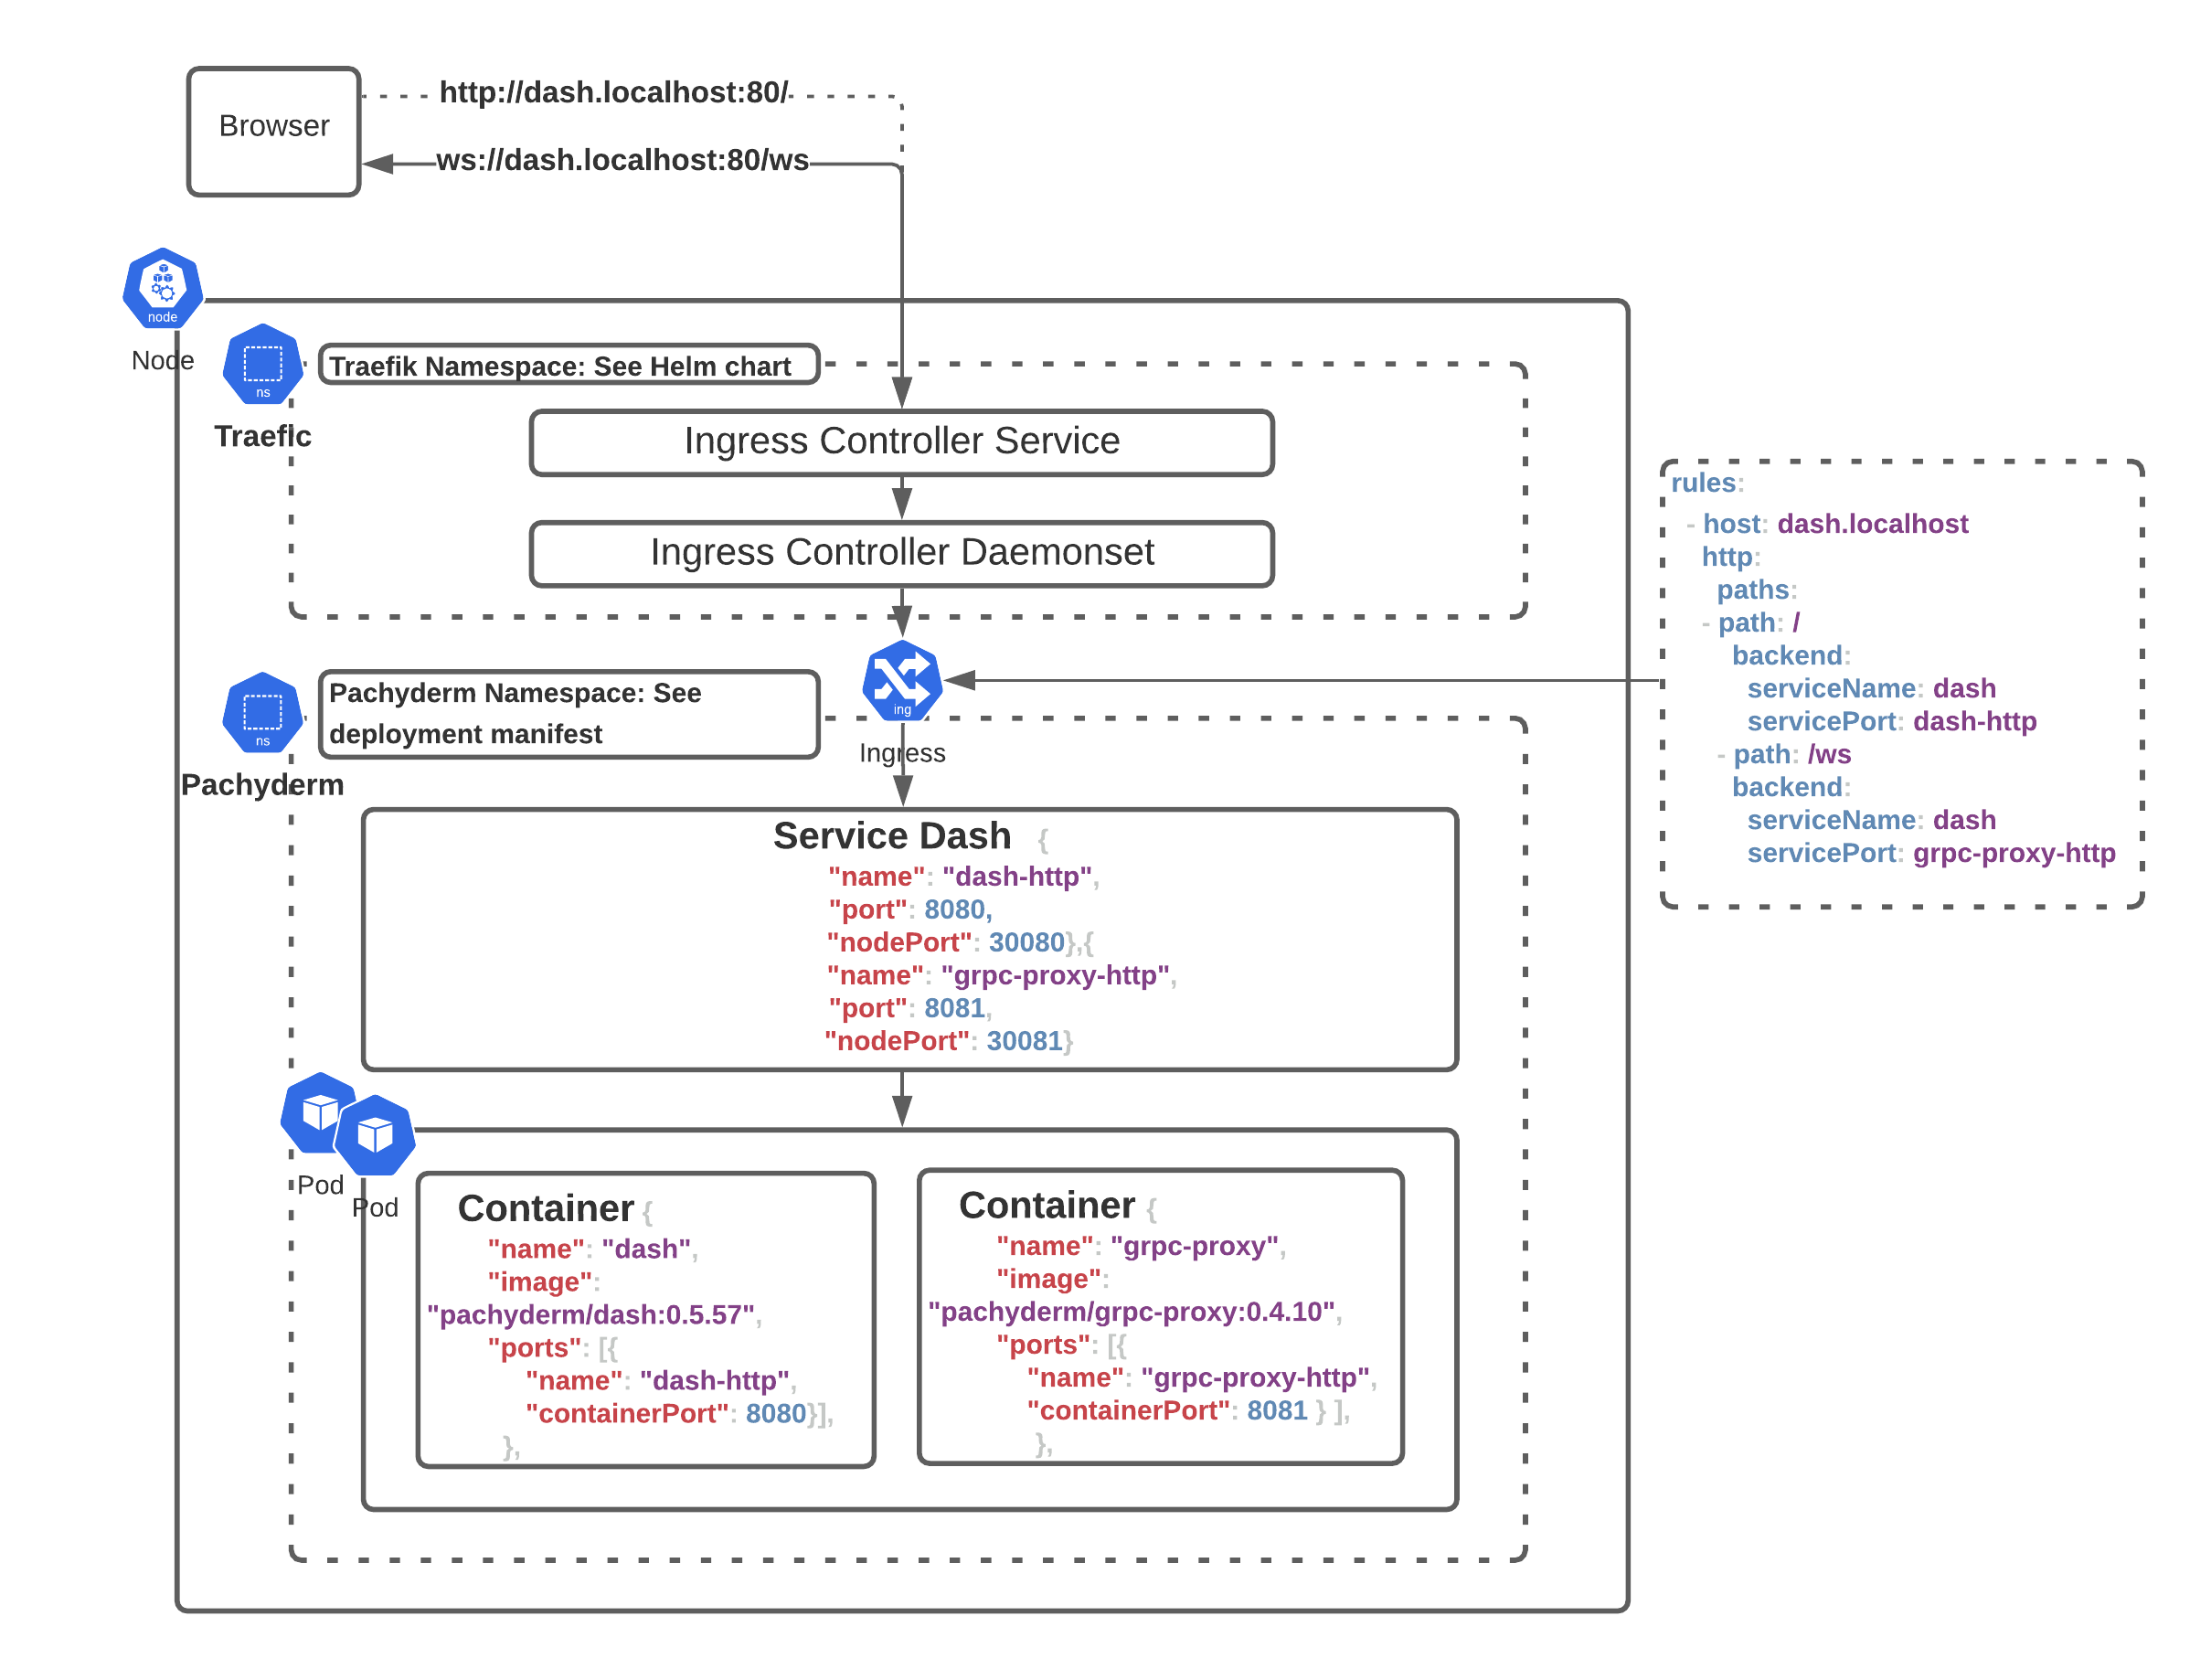 Browser
http://dash.localhost:80/
ws://dash.localhost:80/ws
node
Node
ns
Traefic
Traefik Namespace: See Helm chart
Ingress Controller Service
Ingress Controller Daemonset
rules:
- host: dash.localhost
http:
paths:
- path: /
backend:
serviceName: dash
servicePort: dash-http
- path: /ws
backend:
serviceName: dash
servicePort: grpc-proxy-http
ing
Ingress
ns
Pachyderm
Pachyderm Namespace: See
deployment manifest
Service Dash {
"name": "dash-http",
"port": 8080,
"nodePort": 30080},{
"name": "grpc-proxy-http",
"port": 8081,
"nodePort": 30081}
Pod
Pod
Container {
"name": "dash",
"image":
"pachyderm/dash:0.5.57",
"ports": [{
"name": "dash-http",
"containerPort": 8080}],
},
Container {
"name": "grpc-proxy",
"image":
"pachyderm/grpc-proxy:0.4.10",
"ports": [{
"name": "grpc-proxy-http",
"containerPort": 8081 } ],
},